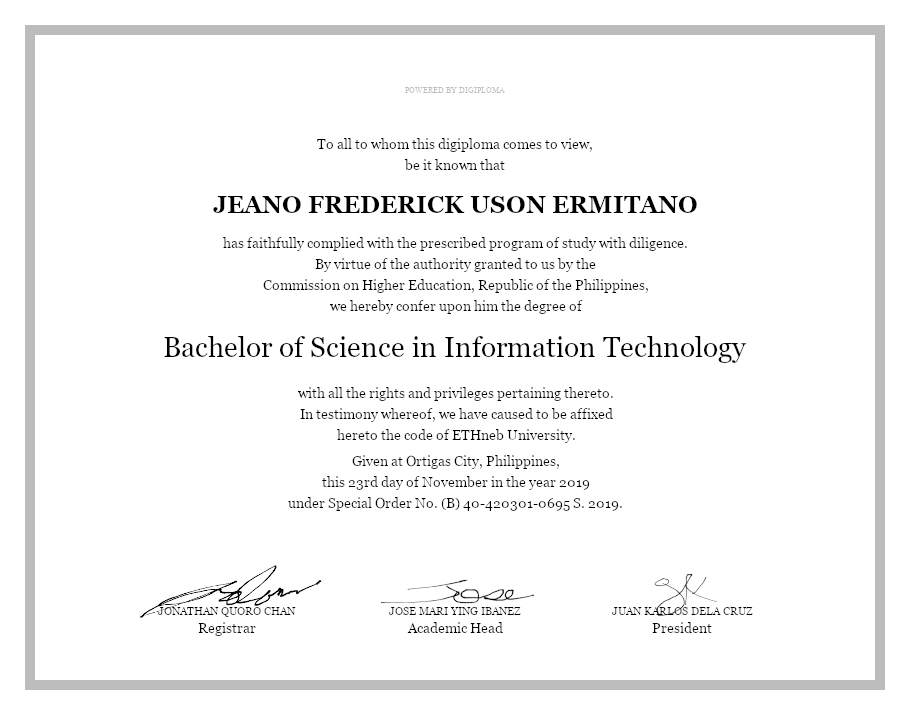 POWERED BY DIGIPLOMA
To all to whom this digiploma comes to view,
be it known that
JEANO FREDERICK USON ERMITANO
has faithfully complied with the prescribed program of study with diligence.
By virtue of the authority granted to us by the
Commission on Higher Education, Republic of the Philippines,
we hereby confer upon him the degree of
Bachelor of Science in Information Technology
with all the rights and privileges pertaining thereto.
In testimony whereof, we have caused to be affixed
hereto the code of ETHneb University.
Given at Ortigas City, Philippines,
this 23rd day of November in the year 2019
under Special Order No. (B) 40-420301-0695 S. 2019.
Jose
JONATHAN QUORO CHAN JOSE MARI YING IBANEZ JUAN KARLOS DELA CRUZ
Registrar Academic Head President